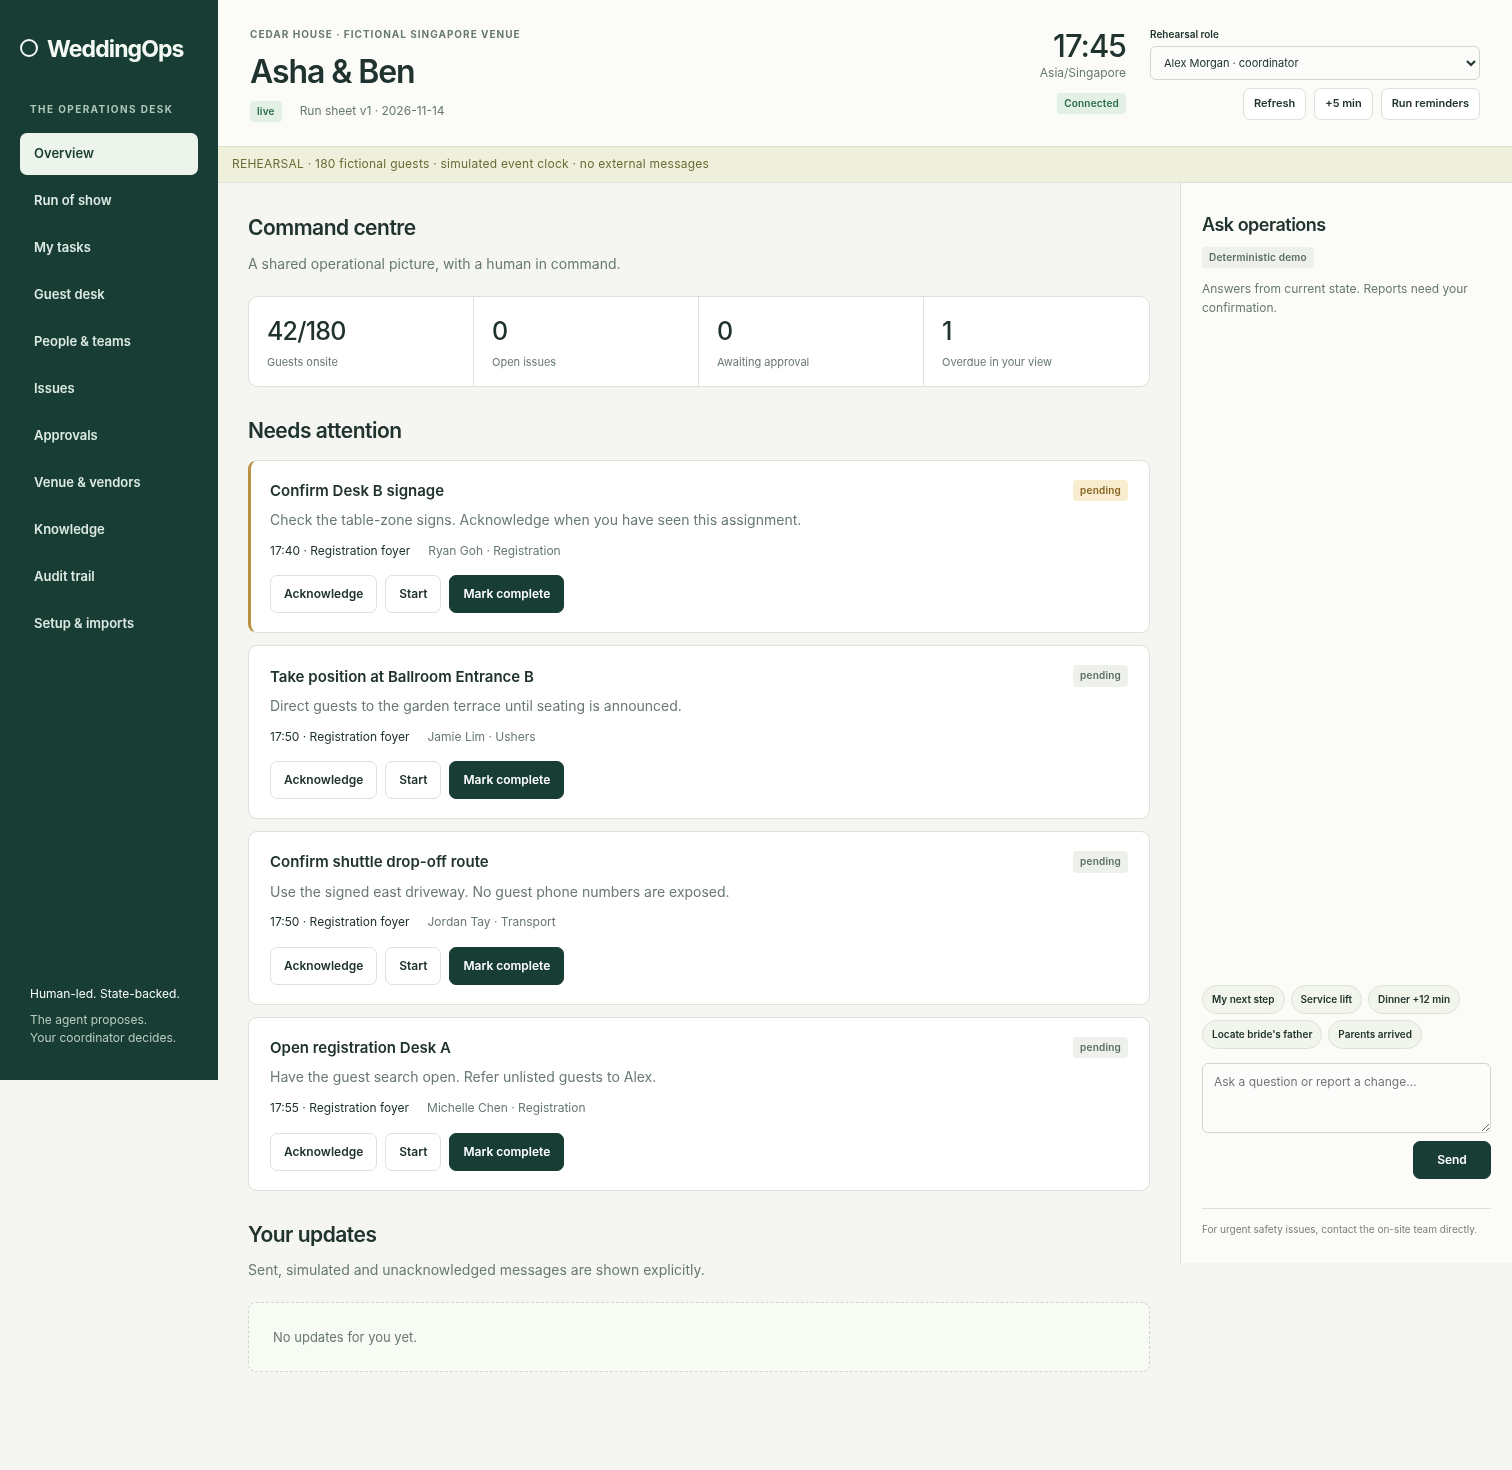 WeddingOps
THE OPERATIONS DESK
Overview
Run of show
My tasks
Guest desk
People & teams
Issues
Approvals
Venue & vendors
Knowledge
Audit trail
Setup & imports
Human-led. State-backed.
The agent proposes.
Your coordinator decides.
CEDAR HOUSE · FICTIONAL SINGAPORE VENUE
Asha & Ben
live Run sheet v1 · 2026-11-14
17:45
Asia/Singapore
Connected
Rehearsal role
Alex Morgan · coordinator
Refresh +5 min Run reminders
REHEARSAL · 180 fictional guests · simulated event clock · no external messages
Command centre
A shared operational picture, with a human in command.
42/180
Guests onsite
0
Open issues
0
Awaiting approval
1
Overdue in your view
Needs attention
Confirm Desk B signage pending
Check the table-zone signs. Acknowledge when you have seen this assignment.
17:40 · Registration foyer Ryan Goh · Registration
Acknowledge Start Mark complete
Take position at Ballroom Entrance B pending
Direct guests to the garden terrace until seating is announced.
17:50 · Registration foyer Jamie Lim · Ushers
Acknowledge Start Mark complete
Confirm shuttle drop-off route pending
Use the signed east driveway. No guest phone numbers are exposed.
17:50 · Registration foyer Jordan Tay · Transport
Acknowledge Start Mark complete
Open registration Desk A pending
Have the guest search open. Refer unlisted guests to Alex.
17:55 · Registration foyer Michelle Chen · Registration
Acknowledge Start Mark complete
Your updates
Sent, simulated and unacknowledged messages are shown explicitly.
No updates for you yet.
Ask operations
Deterministic demo
Answers from current state. Reports need your
confirmation.
My next step Service lift Dinner +12 min
Locate bride's father Parents arrived
Ask a question or report a change...
Send
For urgent safety issues, contact the on-site team directly.